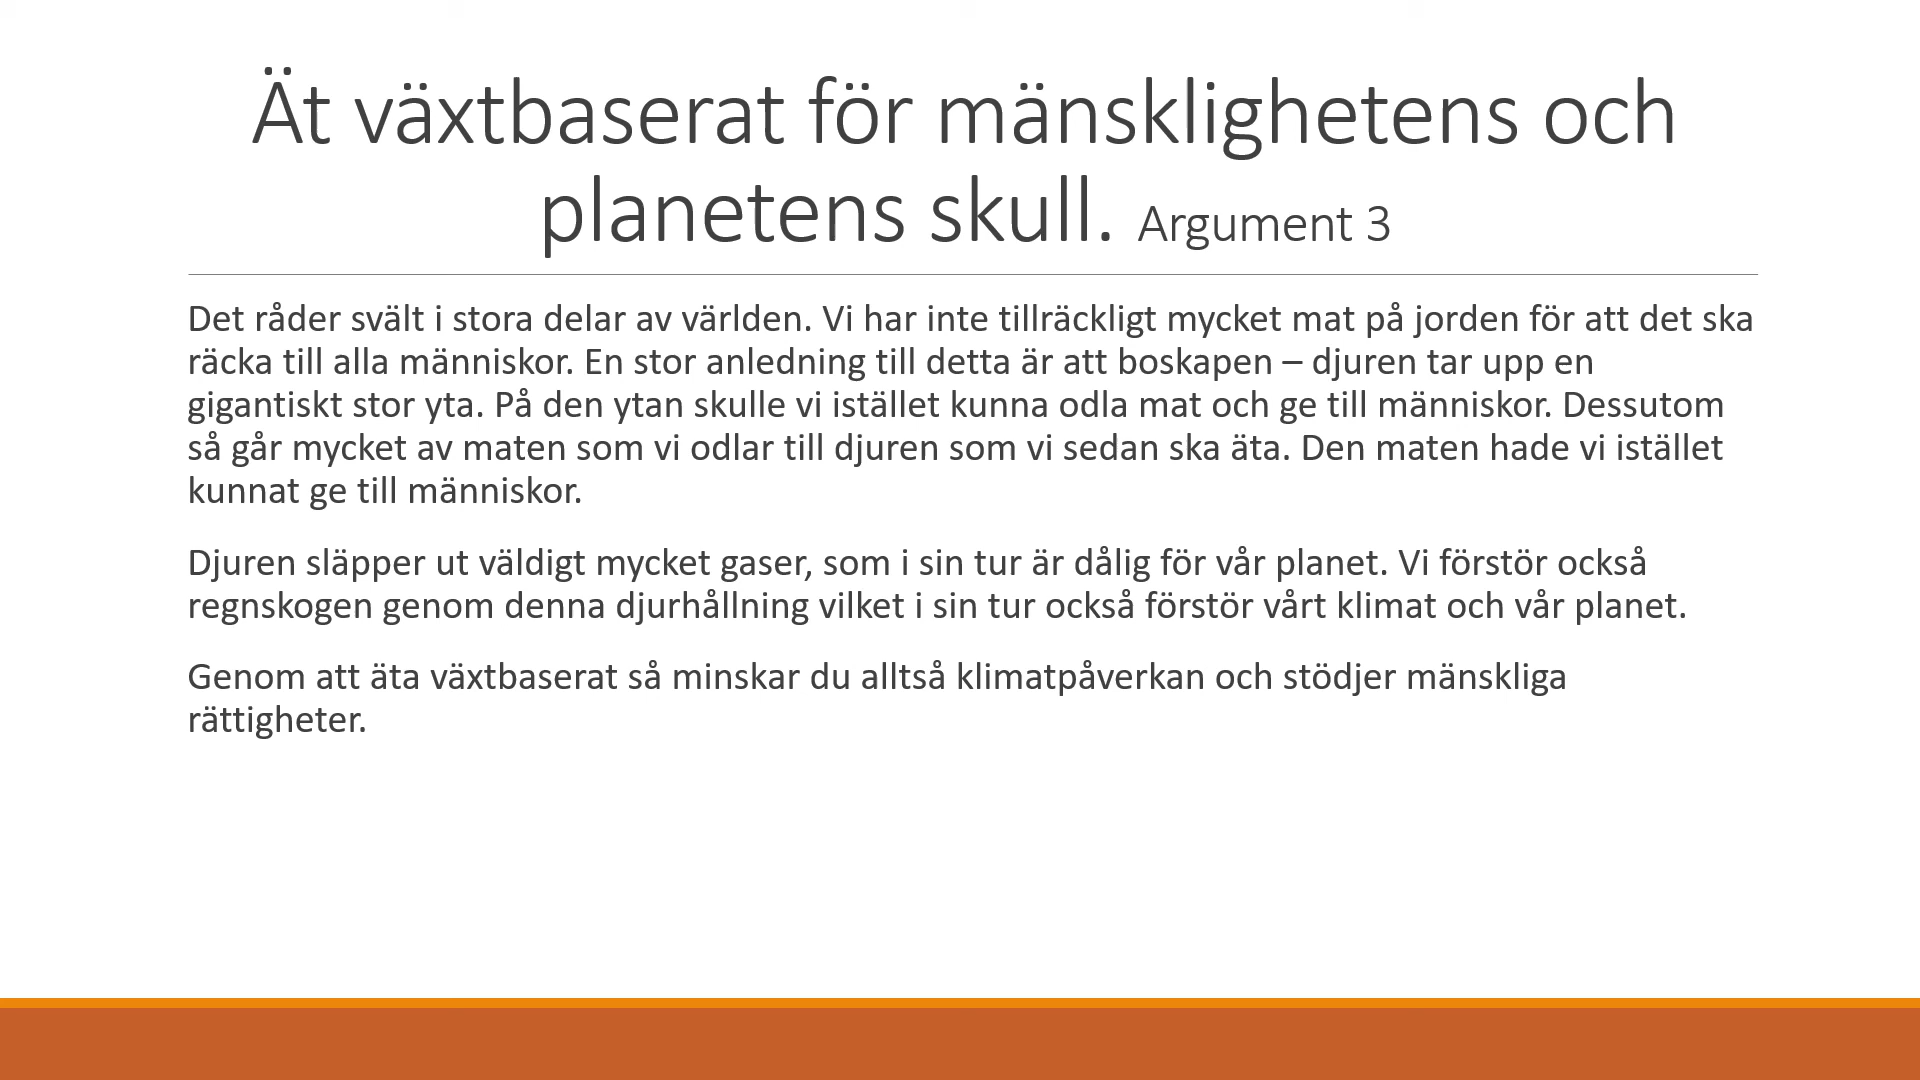 Ät växtbaserat för mänsklighetens och
planetens skull. Argument 3
Det råder svält i stora delar av världen. Vi har inte tillräckligt mycket mat på jorden för att det ska
räcka till alla människor. En stor anledning till detta är att boskapen – djuren tar upp en
gigantiskt stor yta. På den ytan skulle vi istället kunna odla mat och ge till människor. Dessutom
så går mycket av maten som vi odlar till djuren som vi sedan ska äta. Den maten hade vi istället
kunnat ge till människor.
Djuren släpper ut väldigt mycket gaser, som i sin tur är dålig för vår planet. Vi förstör också
regnskogen genom denna djurhållning vilket i sin tur också förstör vårt klimat och vår planet.
Genom att äta växtbaserat så minskar du alltså klimatpåverkan och stödjer mänskliga
rättigheter.